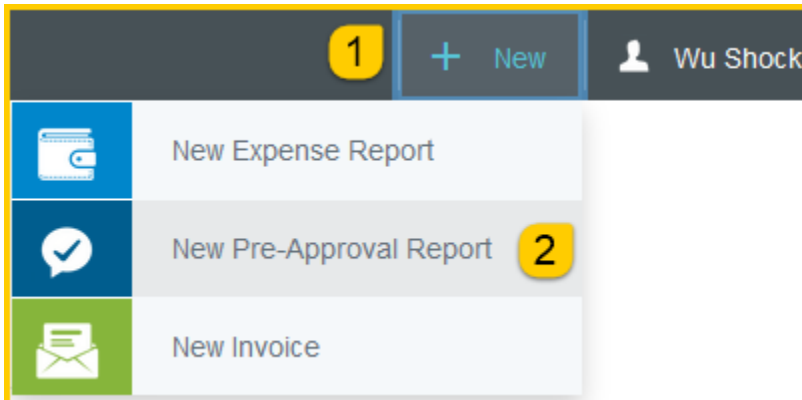 1
+ New
Wu Shock
New Expense Report
New Pre-Approval Report
2
New Invoice